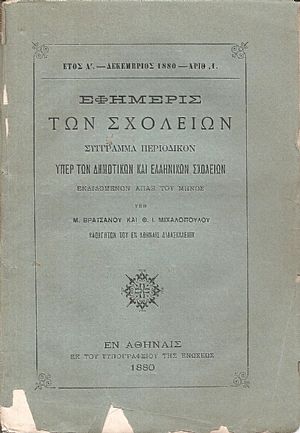 ΕΤΟΣ Α'. — ΔΕΚΕΜΒΡΙΟΣ 1880 — ΑΡΙΘ. 1.
ΕΦΗΜΕΡΙΣ
ΤΩΝ ΣΧΟΛΕΙΩΝ
ΣΥΓΓΡΑΜΜΑ ΠΕΡΙΟΔΙΚΟΝ
ΥΠΕΡ ΤΩΝ ΔΗΜΟΤΙΚΩΝ ΚΑΙ ΕΛΛΗΝΙΚΩΝ ΣΧΟΛΕΙΩΝ
ΕΚΔΙΔΟΜΕΝΟΝ ΑΠΑΞ ΤΟΥ ΜΗΝΟΣ
ΥΠΟ
Μ. ΒΡΑΤΣΑΝΟΥ ΚΑΙ Θ. Ι. ΜΙΧΑΛΟΠΟΥΛΟΥ
ΚΑΘΗΓΗΤΩΝ ΤΟΥ ΕΝ ΑΘΗΝΑΙΣ ΔΙΔΑΣΚΑΛΕΙΟΥ
ΕΝ ΑΘΗΝΑΙΣ
ΕΚ ΤΟΥ ΤΥΠΟΓΡΑΦΕΙΟΥ ΤΗΣ ΕΝΩΣΕΩΣ
1880